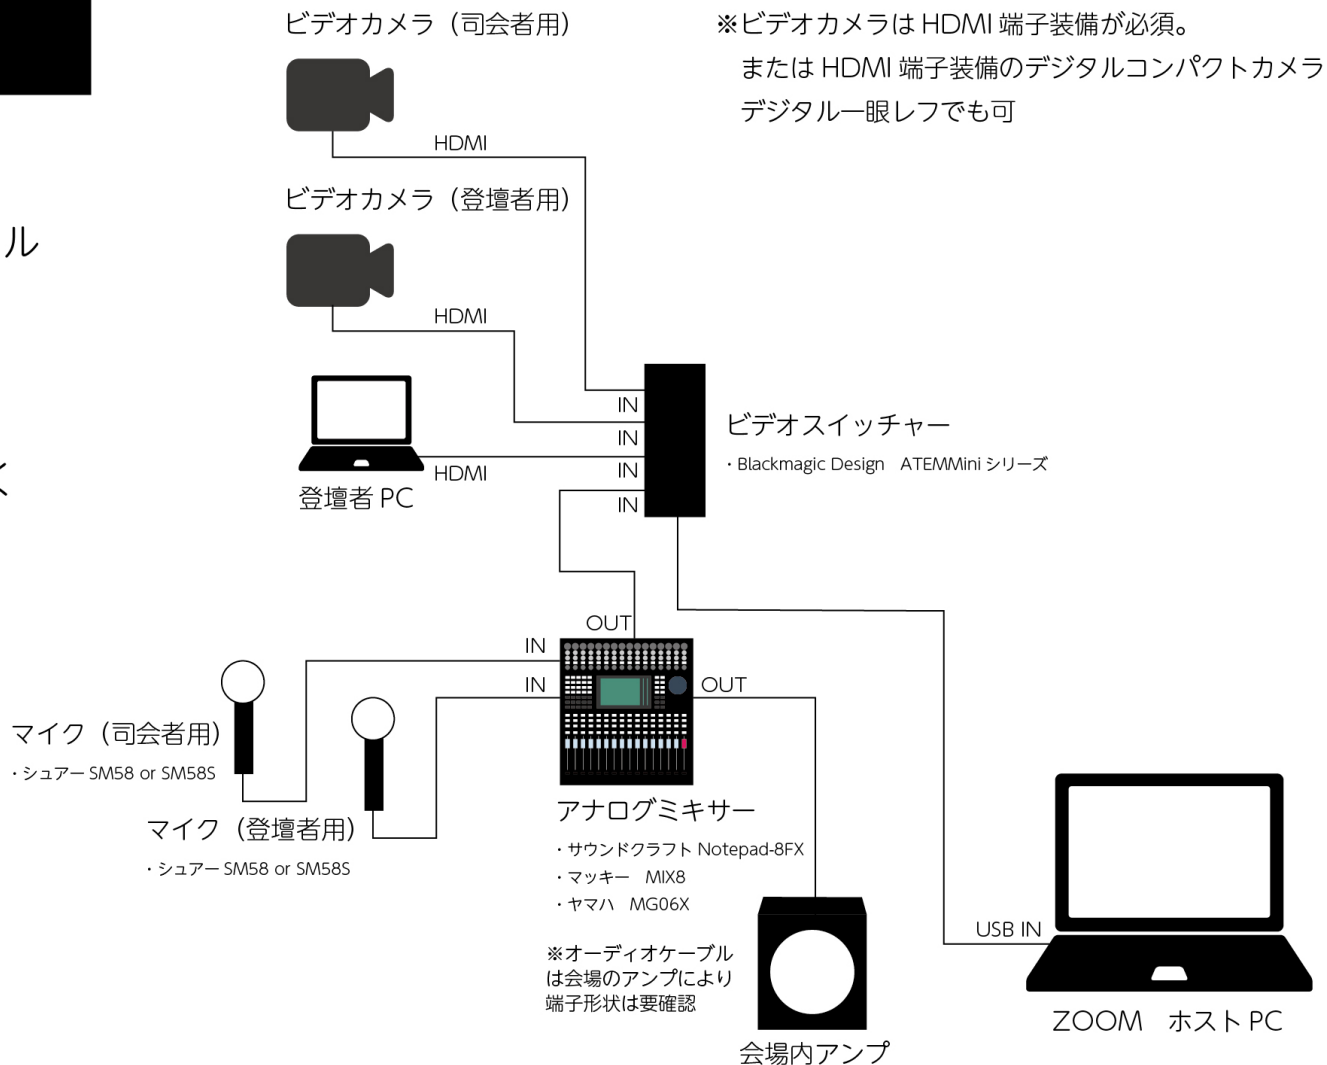 ビデオカメラ（司会者用）
※ビデオカメラは HDMI 端子装備が必須。
または HDMI 端子装備のデジタルコンパクトカメラ
デジタル一眼レフでも可
HDMI
ビデオカメラ（登壇者用）
ル
HDMI
IN
IN
IN
IN
ビデオスイッチャー
・Blackmagic Design　ATEMMini シリーズ
HDMI
登壇者 PC
OUT
IN
IN
OUT
マイク（司会者用）
・シュアー SM58 or SM58S
マイク（登壇者用）
・シュアー SM58 or SM58S
アナログミキサー
・サウンドクラフト Notepad-8FX
・マッキー　MIX8
・ヤマハ　MG06X
※オーディオケーブル
は会場のアンプにより
端子形状は要確認
USB IN
会場内アンプ
ZOOM　ホスト PC